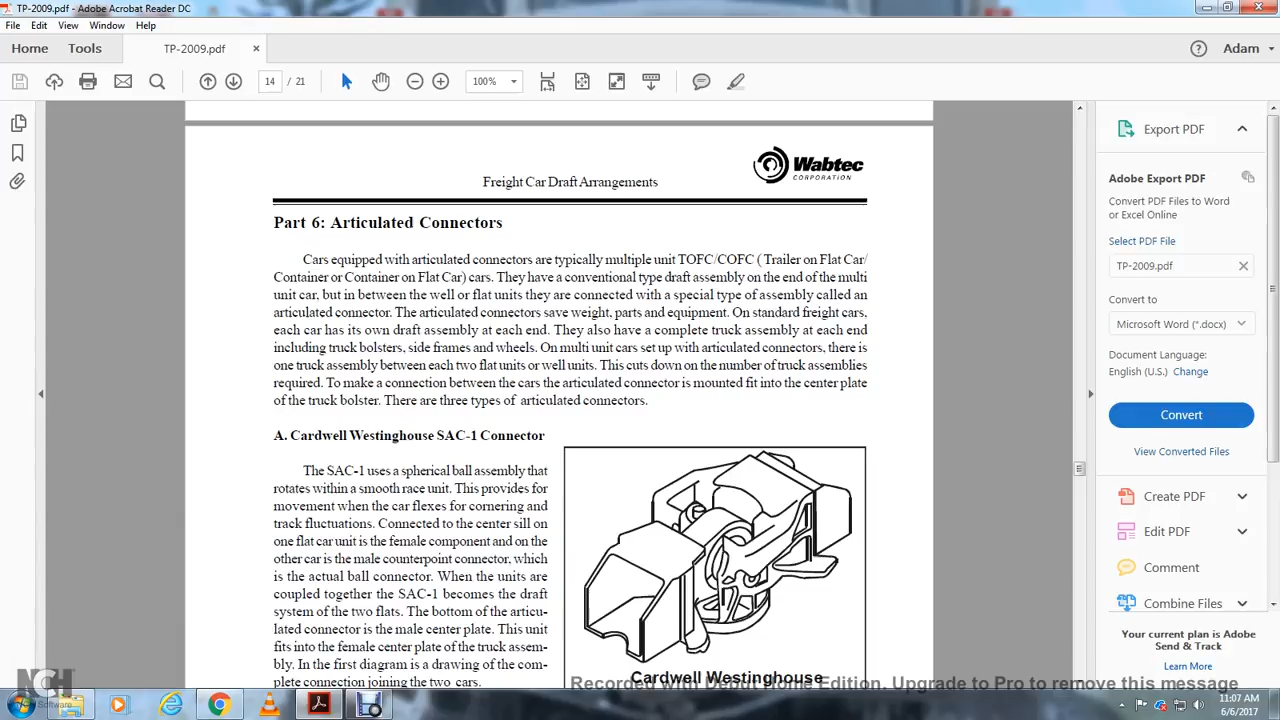 TP-2009.pdf - Adobe Acrobat Reader DC
File Edit View Window Help
Home Tools TP-2009.pdf × Adam
14 / 21 100%
Export PDF
Adobe Export PDF
Convert PDF Files to Word
or Excel Online
Select PDF File
TP-2009.pdf
Convert to
Microsoft Word (*.docx)
Document Language:
English (U.S.) Change
Convert
View Converted Files
Create PDF
Edit PDF
Comment
Combine Files
Your current plan is Adobe
Send & Track
Learn More
Wabtec
CORPORATION
Freight Car Draft Arrangements
Part 6: Articulated Connectors
Cars equipped with articulated connectors are typically multiple unit TOFC/COFC ( Trailer on Flat Car/
Container or Container on Flat Car) cars. They have a conventional type draft assembly on the end of the multi
unit car, but in between the well or flat units they are connected with a special type of assembly called an
articulated connector. The articulated connectors save weight, parts and equipment. On standard freight cars,
each car has its own draft assembly at each end. They also have a complete truck assembly at each end
including truck bolsters, side frames and wheels. On multi unit cars set up with articulated connectors, there is
one truck assembly between each two flat units or well units. This cuts down on the number of truck assemblies
required. To make a connection between the cars the articulated connector is mounted fit into the center plate
of the truck bolster. There are three types of articulated connectors.
A. Cardwell Westinghouse SAC-1 Connector
The SAC-1 uses a spherical ball assembly that
rotates within a smooth race unit. This provides for
movement when the car flexes for cornering and
track fluctuations. Connected to the center sill on
one flat car unit is the female component and on the
other car is the male counterpoint connector, which
is the actual ball connector. When the units are
coupled together the SAC-1 becomes the draft
system of the two flats. The bottom of the articu-
lated connector is the male center plate. This unit
fits into the female center plate of the truck assem-
bly. In the first diagram is a drawing of the com-
plete connection joining the two cars.
Cardwell Westinghouse
Recorded with Debut Home Edition. Upgrade to Pro to remove this message
NCH
Software
11:07 AM
6/6/2017